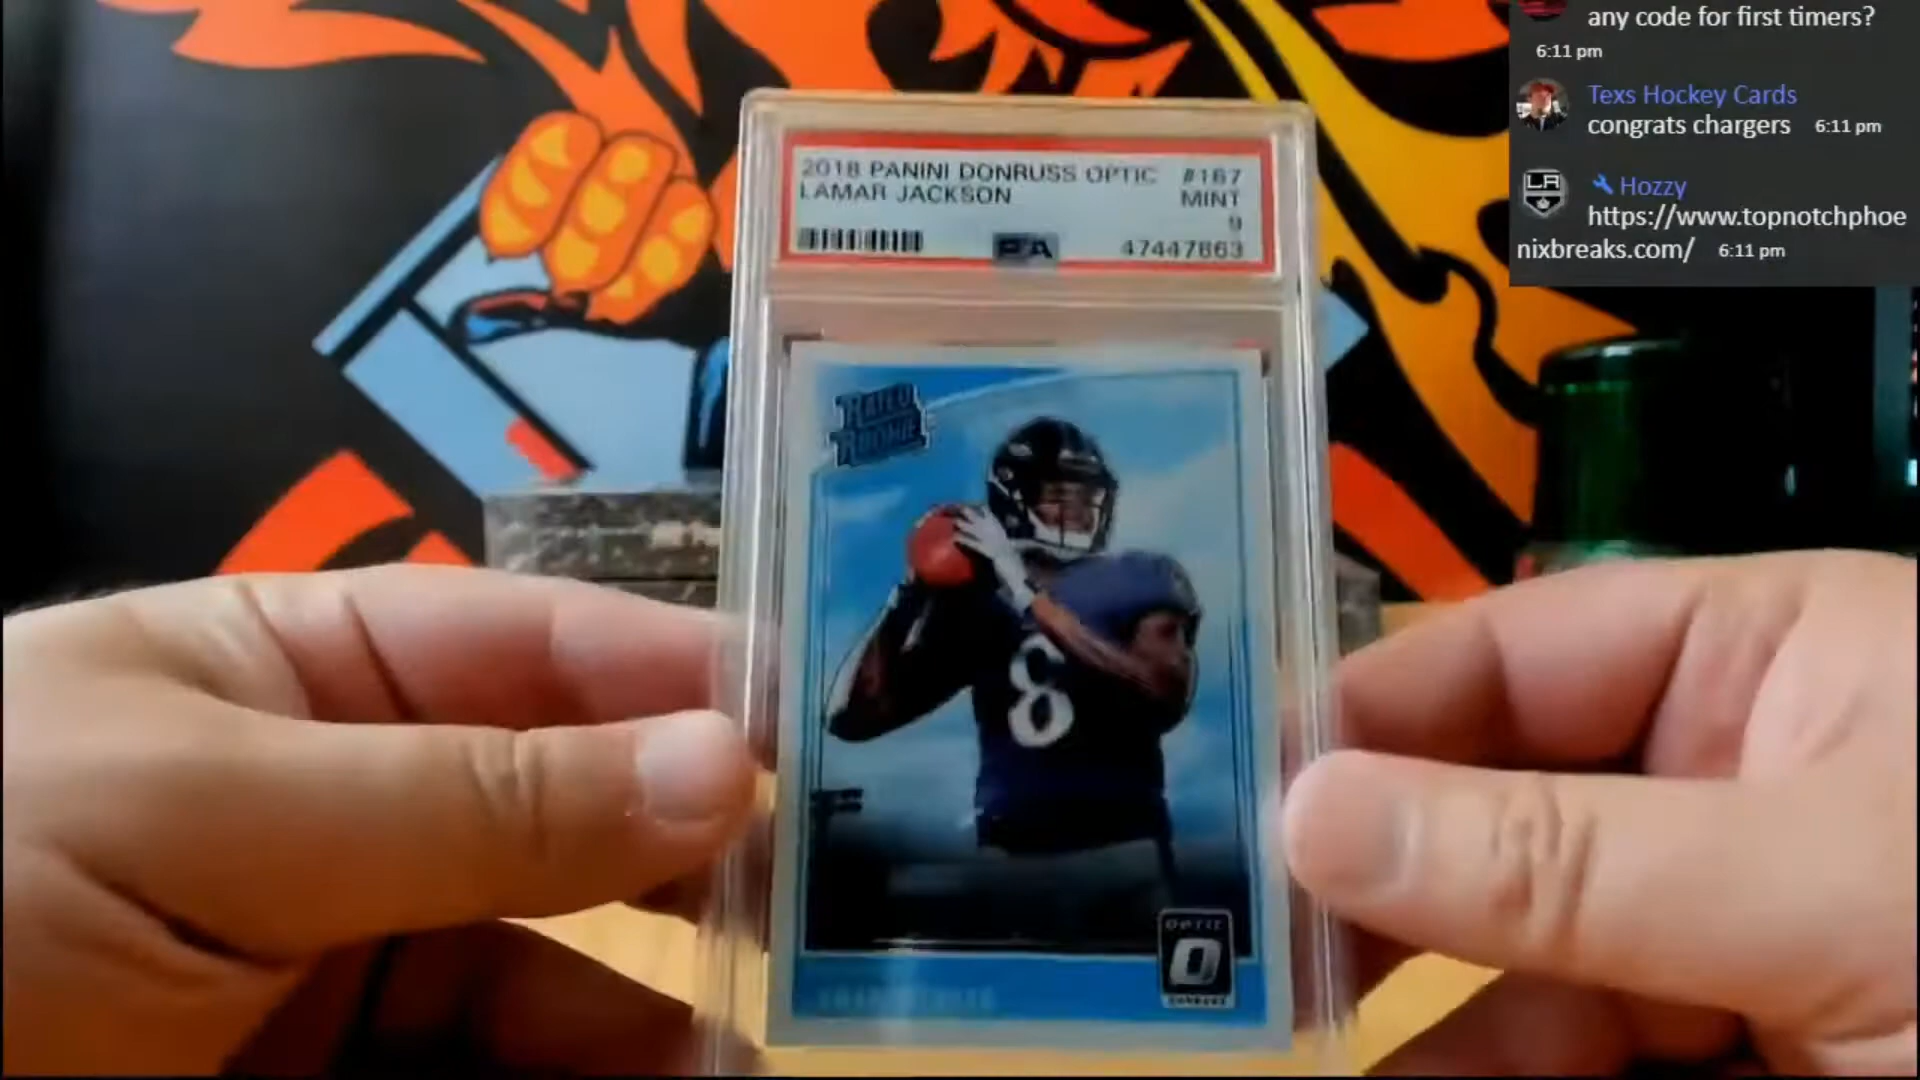 any code for first timers?
6:11 pm
Texs Hockey Cards
congrats chargers 6:11 pm
LA
Hozzy
https://www.topnotchphoe
nixbreaks.com/ 6:11 pm
2018 PANINI DONRUSS OPTIC #167
LAMAR JACKSON MINT
9
PSA 47447863
RATED
ROOKIE
8
OPTIC
O
DONRUSS